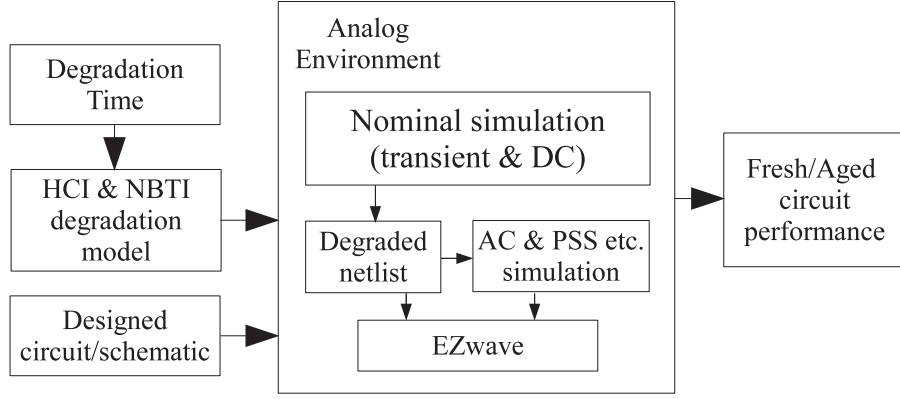 Degradation
Time
HCI & NBTI
degradation
model
Designed
circuit/schematic
Analog
Environment
Nominal simulation
(transient & DC)
Degraded
netlist
AC & PSS etc.
simulation
EZwave
Fresh/Aged
circuit
performance